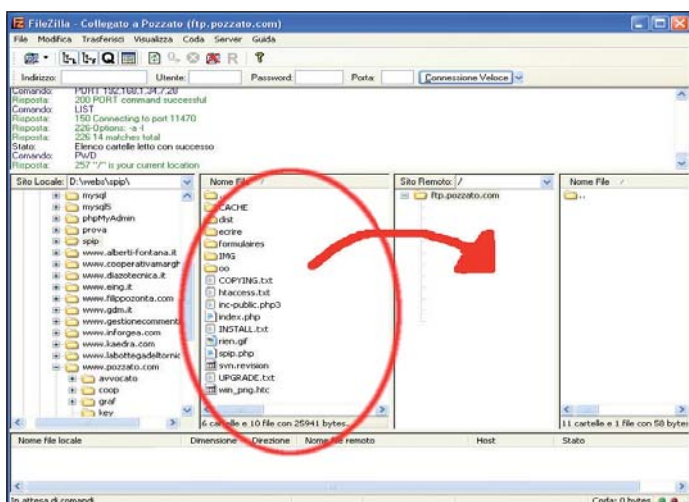 FileZilla - Collegato a Pozzato (ftp.pozzato.com)
File Modifica Trasferisci Visualizza Coda Server Guida
Indirizzo: Utente: Password: Porta: Connessione Veloce
Comando: PORT 192,168,1,34,7,28
Risposta: 200 PORT command successful
Comando: LIST
Risposta: 150 Connecting to port 11470
Risposta: 226-Options: -a -l
Risposta: 226 14 matches total
Stato: Elenco cartelle letto con successo
Comando: PWD
Risposta: 257 "/" is your current location
Sito Locale: D:\webs\spip\
mysql
mysql5
phpMyAdmin
prova
spip
www.alberti-fontana.it
www.cooperativamargh
www.diazotecnica.it
www.eing.it
www.filippozonta.com
www.gdm.it
www.gestionecommenti
www.inforgea.com
www.kaedra.com
www.labottegadeltornic
www.pozzato.com
avvocato
coop
graf
key
Nome File /
..
CACHE
dist
ecrire
formulaires
IMG
oo
COPYING.txt
htaccess.txt
inc-public.php3
index.php
INSTALL.txt
rien.gif
spip.php
svn.revision
UPGRADE.txt
win_png.htc
6 cartelle e 10 file con 25941 bytes.
Sito Remoto: /
ftp.pozzato.com
Nome File /
..
11 cartelle e 1 file con 58 bytes
Nome file locale Dimensione Direzione Nome file remoto Host Stato
In attesa di comandi Coda: 0 bytes